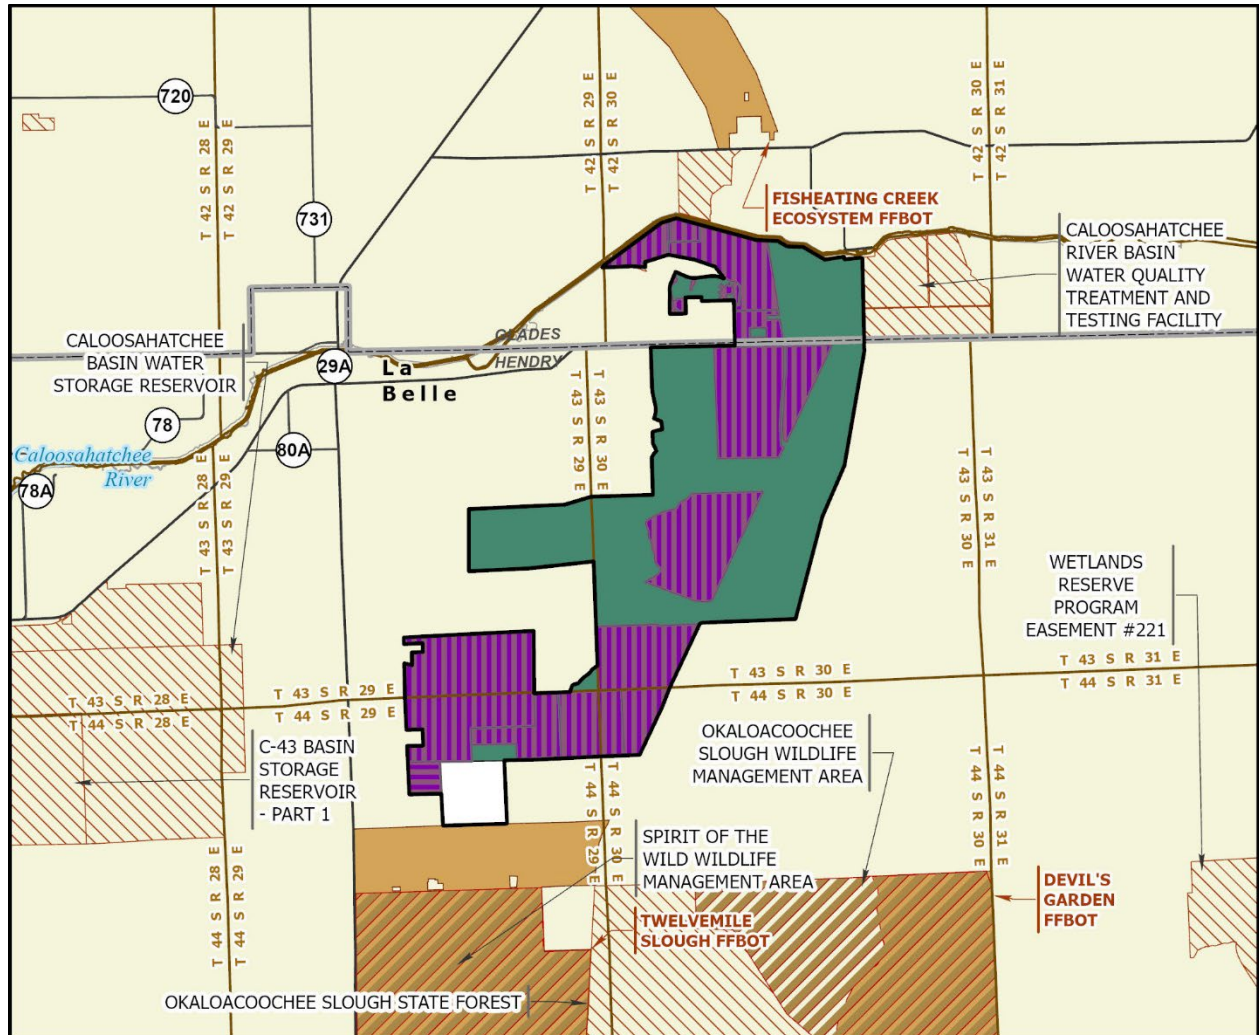 720
731
T 42 S R 28 E
T 42 S R 29 E
T 42 S R 29 E
T 42 S R 30 E
T 42 S R 30 E
T 42 S R 31 E
FISHEATING CREEK
ECOSYSTEM FFBOT
CALOOSAHATCHEE
RIVER BASIN
WATER QUALITY
TREATMENT AND
TESTING FACILITY
CALOOSAHATCHEE
BASIN WATER
STORAGE RESERVOIR
GLADES
HENDRY
29A
La
Belle
78
80A
Caloosahatchee
River
78A
T 43 S R 28 E
T 43 S R 29 E
T 43 S R 29 E
T 43 S R 30 E
T 43 S R 30 E
T 43 S R 31 E
WETLANDS
RESERVE
PROGRAM
EASEMENT #221
T 43 S R 28 E
T 44 S R 28 E
T 43 S R 29 E
T 44 S R 29 E
T 43 S R 30 E
T 44 S R 30 E
T 43 S R 31 E
T 44 S R 31 E
C-43 BASIN
STORAGE
RESERVOIR
- PART 1
OKALOACOOCHEE
SLOUGH WILDLIFE
MANAGEMENT AREA
T 44 S R 28 E
T 44 S R 29 E
T 44 S R 29 E
T 44 S R 30 E
T 44 S R 30 E
T 44 S R 31 E
SPIRIT OF THE
WILD WILDLIFE
MANAGEMENT AREA
DEVIL'S
GARDEN
FFBOT
TWELVEMILE
SLOUGH FFBOT
OKALOACOOCHEE SLOUGH STATE FOREST